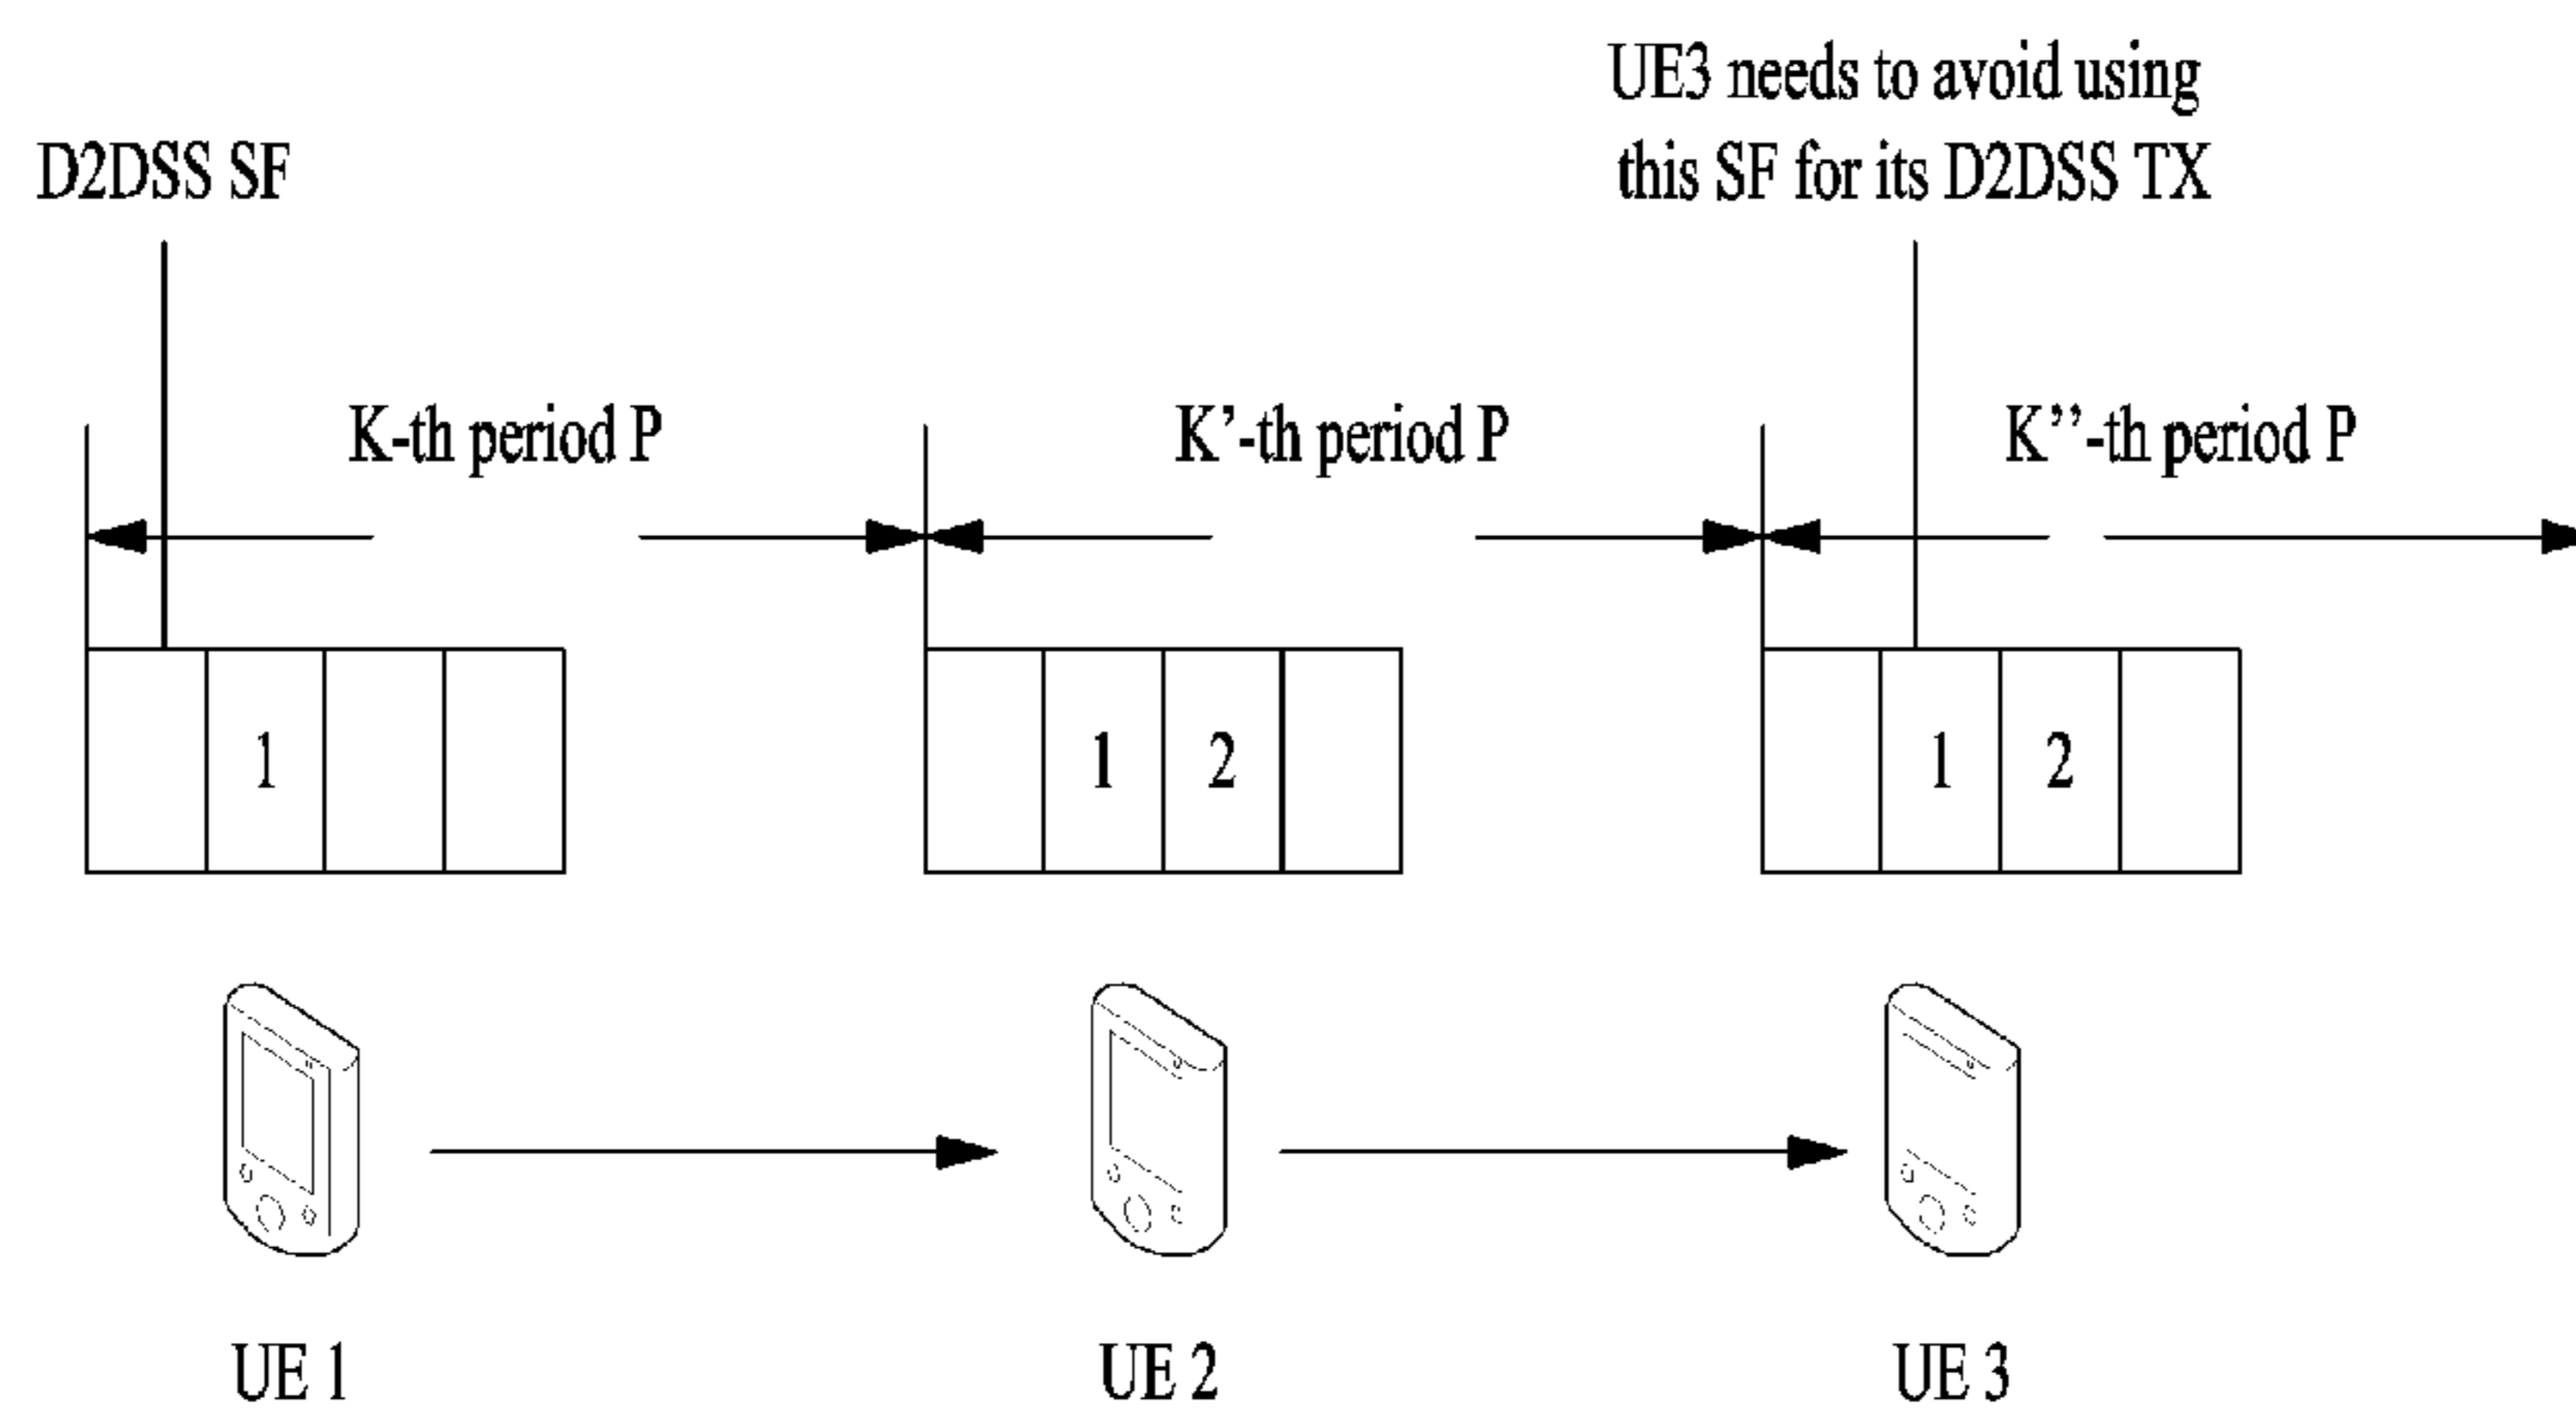 UE3 needs to avoid using
this SF for its D2DSS TX
D2DSS SF
K-th period P
K’-th period P
K’’-th period P
1
1 2
1 2
UE 1
UE 2
UE 3